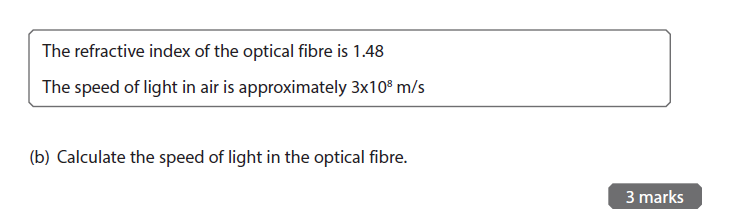 The refractive index of the optical fibre is 1.48
The speed of light in air is approximately 3x10⁸ m/s
(b) Calculate the speed of light in the optical fibre.
3 marks